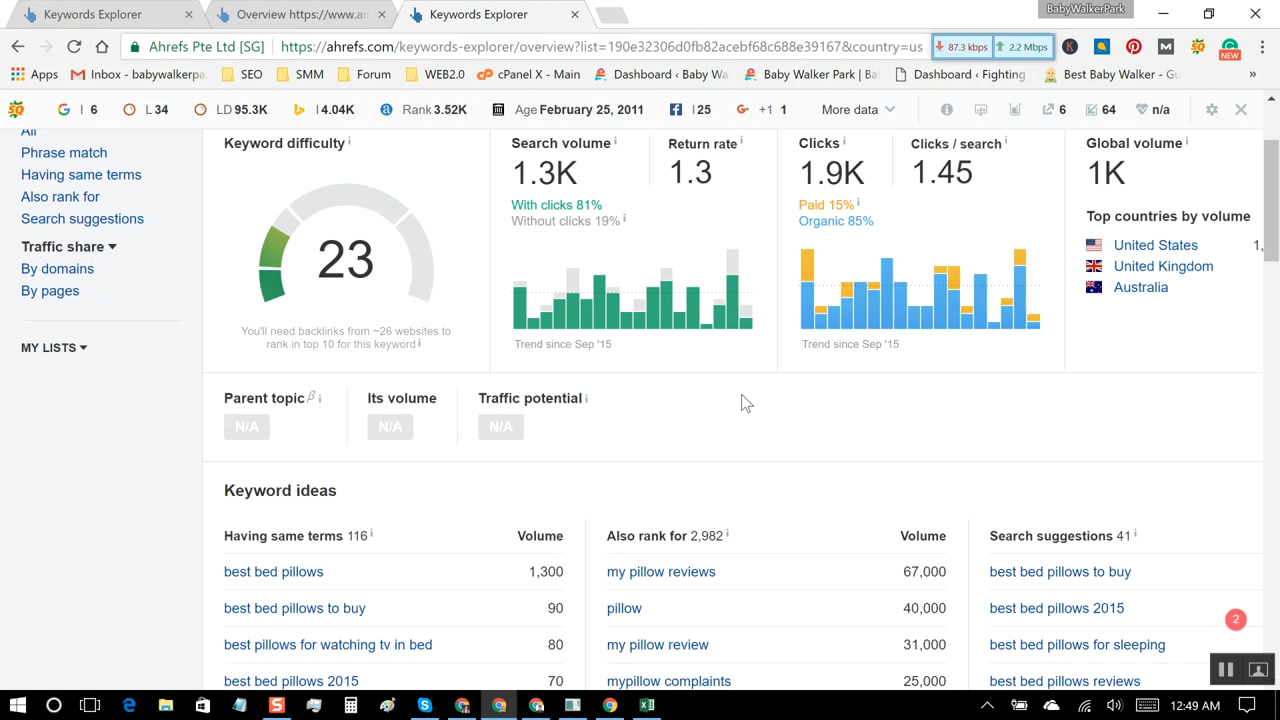 BabyWalkerPark
Keywords Explorer
Overview https://www.an
Keywords Explorer
Ahrefs Pte Ltd [SG]
https://ahrefs.com/keywords-explorer/overview?list=190e32306d0fb82acebf68c688e39167&country=us
87.3 kbps
2.2 Mbps
NEW
Apps
Inbox - babywalkerpa
SEO
SMM
Forum
WEB2.0
cPanel X - Main
Dashboard ‹ Baby Wa
Baby Walker Park | Ba
Dashboard ‹ Fighting
Best Baby Walker - Gu
»
I 6
L 34
LD 95.3K
I 4.04K
Rank 3.52K
Age February 25, 2011
I 25
+1 1
More data
6
64
n/a
All
Phrase match
Having same terms
Also rank for
Search suggestions
Traffic share
By domains
By pages
MY LISTS
Keyword difficulty
23
You'll need backlinks from ~26 websites to
rank in top 10 for this keyword
Search volume
1.3K
With clicks 81%
Without clicks 19%
Trend since Sep '15
Return rate
1.3
Clicks
1.9K
Paid 15%
Organic 85%
Trend since Sep '15
Clicks / search
1.45
Global volume
1K
Top countries by volume
United States 1,
United Kingdom
Australia
Parent topic
N/A
Its volume
N/A
Traffic potential
N/A
Keyword ideas
Having same terms 116 Volume
best bed pillows 1,300
best bed pillows to buy 90
best pillows for watching tv in bed 80
best bed pillows 2015 70
Also rank for 2,982 Volume
my pillow reviews 67,000
pillow 40,000
my pillow review 31,000
mypillow complaints 25,000
Search suggestions 41
best bed pillows to buy
best bed pillows 2015
best bed pillows for sleeping
best bed pillows reviews
2
12:49 AM